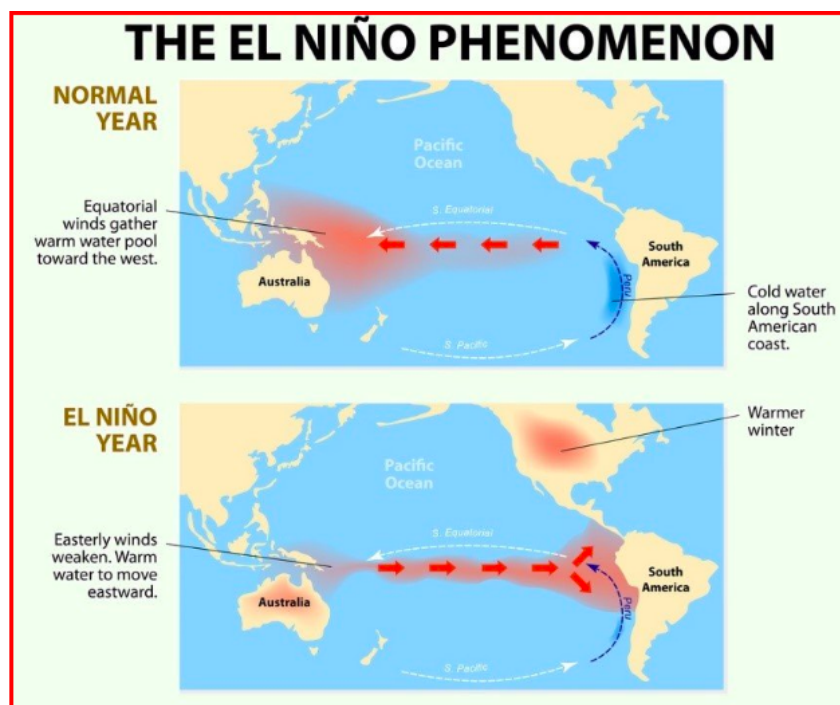 THE EL NIÑO PHENOMENON
NORMAL
YEAR
Pacific
Ocean
Equatorial
winds gather
warm water pool
toward the west.
S. Equatorial
South
America
Australia
Peru
Cold water
along South
American
coast.
S. Pacific
EL NIÑO
YEAR
Warmer
winter
Pacific
Ocean
Easterly winds
weaken. Warm
water to move
eastward.
S. Equatorial
South
America
Australia
Peru
S. Pacific